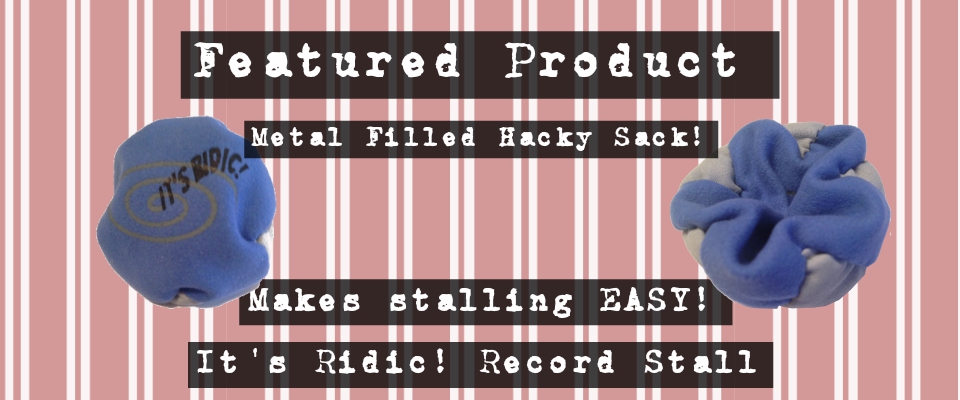 Featured Product
Metal Filled Hacky Sack!
IT'S RIDIC!
Makes stalling EASY!
It's Ridic! Record Stall